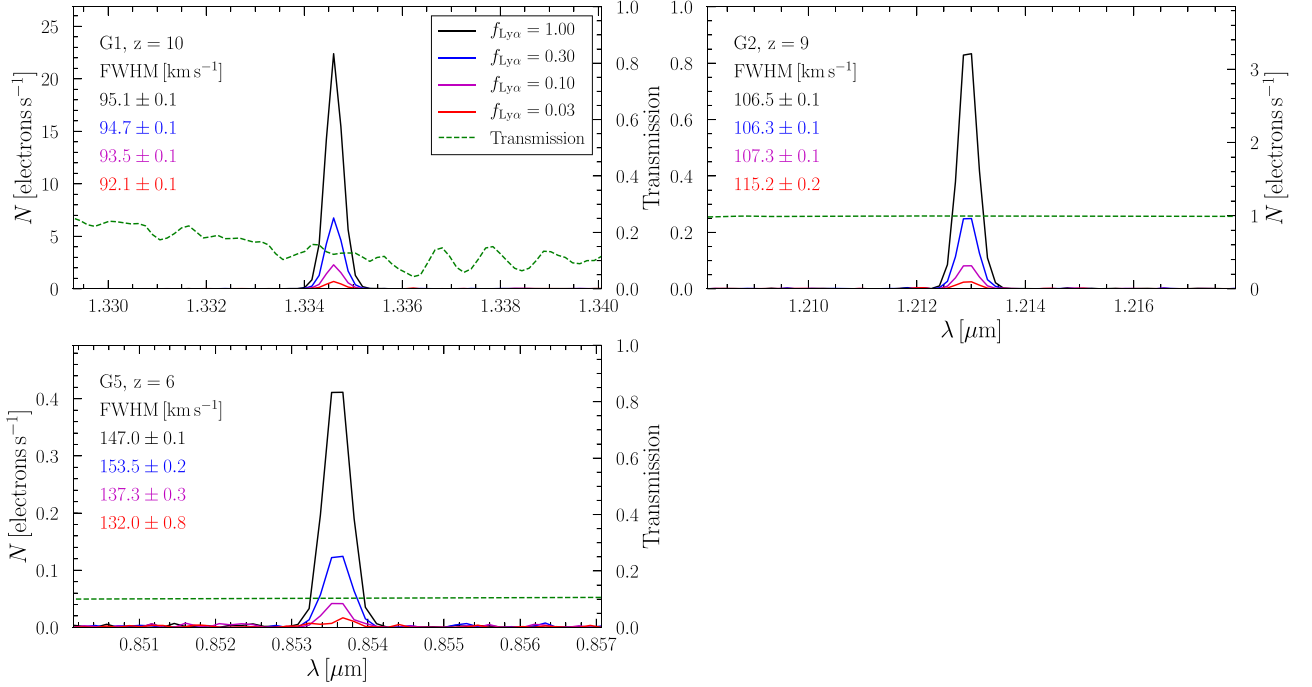 G1, z = 10
FWHM [km s⁻¹]
95.1 ± 0.1
94.7 ± 0.1
93.5 ± 0.1
92.1 ± 0.1
f_Lyα = 1.00
f_Lyα = 0.30
f_Lyα = 0.10
f_Lyα = 0.03
Transmission
N [electrons s⁻¹]
25
20
15
10
5
0
1.0
0.8
0.6
0.4
0.2
0.0
Transmission
1.330 1.332 1.334 1.336 1.338 1.340
G2, z = 9
FWHM [km s⁻¹]
106.5 ± 0.1
106.3 ± 0.1
107.3 ± 0.1
115.2 ± 0.2
1.0
0.8
0.6
0.4
0.2
0.0
3
2
1
0
N [electrons s⁻¹]
1.210 1.212 1.214 1.216
λ [μm]
G5, z = 6
FWHM [km s⁻¹]
147.0 ± 0.1
153.5 ± 0.2
137.3 ± 0.3
132.0 ± 0.8
N [electrons s⁻¹]
0.4
0.3
0.2
0.1
0.0
1.0
0.8
0.6
0.4
0.2
0.0
Transmission
0.851 0.852 0.853 0.854 0.855 0.856 0.857
λ [μm]